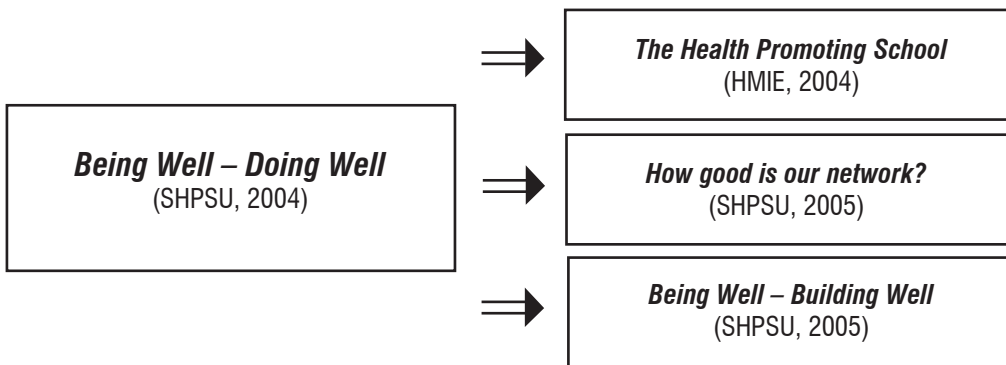 Being Well – Doing Well
(SHPSU, 2004)
The Health Promoting School
(HMIE, 2004)
How good is our network?
(SHPSU, 2005)
Being Well – Building Well
(SHPSU, 2005)